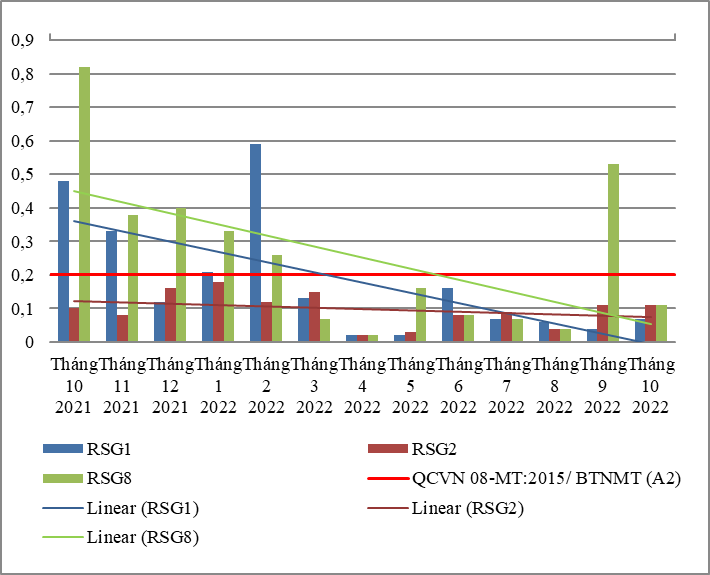 0,9
0,8
0,7
0,6
0,5
0,4
0,3
0,2
0,1
0
Tháng Tháng Tháng Tháng Tháng Tháng Tháng Tháng Tháng Tháng Tháng Tháng Tháng
10 11 12 1 2 3 4 5 6 7 8 9 10
2021 2021 2021 2022 2022 2022 2022 2022 2022 2022 2022 2022 2022
RSG1 RSG2
RSG8 QCVN 08-MT:2015/ BTNMT (A2)
Linear (RSG1) Linear (RSG2)
Linear (RSG8)